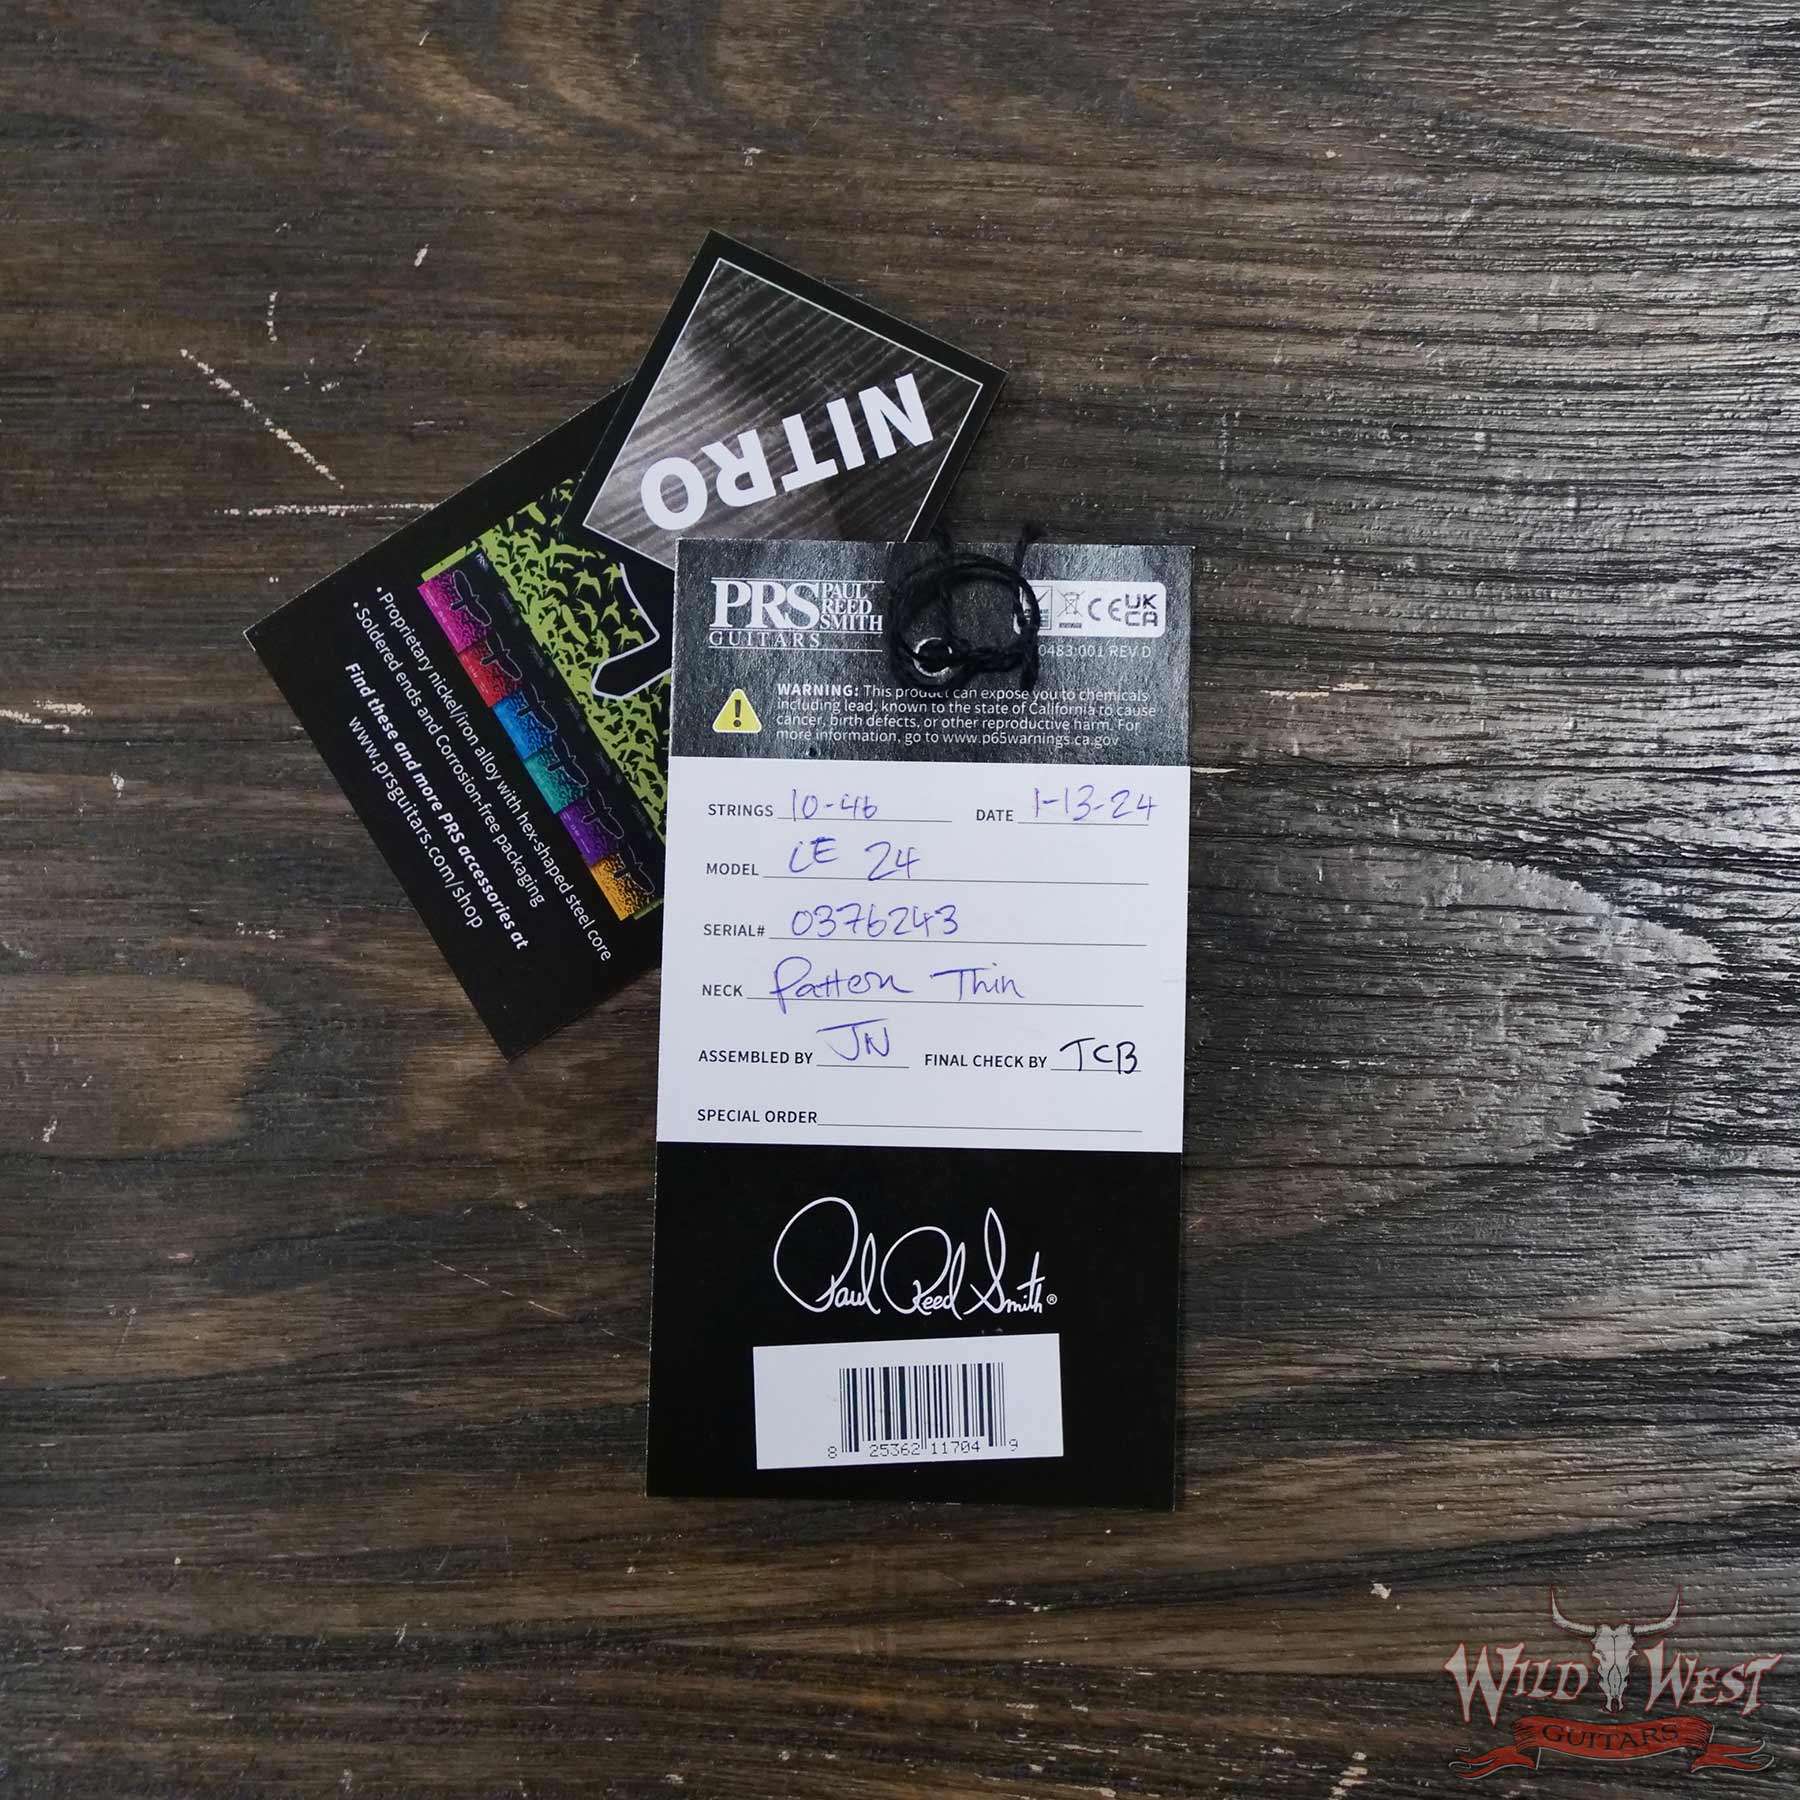 NITRO
• Proprietary nickel/iron alloy with hex-shaped steel core
• Soldered ends and Corrosion-free packaging
Find these and more PRS accessories at
www.prsguitars.com/shop
PRS PAUL REED SMITH
GUITARS
CE UK CA
0483:001 REV D
WARNING: This product can expose you to chemicals
including lead, known to the state of California to cause
cancer, birth defects, or other reproductive harm. For
more information, go to www.p65warnings.ca.gov
STRINGS 10-46 DATE 1-13-24
MODEL CE 24
SERIAL# 0376243
NECK Pattern Thin
ASSEMBLED BY JN FINAL CHECK BY TCB
SPECIAL ORDER
Paul Reed Smith®
8 25362 11704 9
WILD WEST
GUITARS